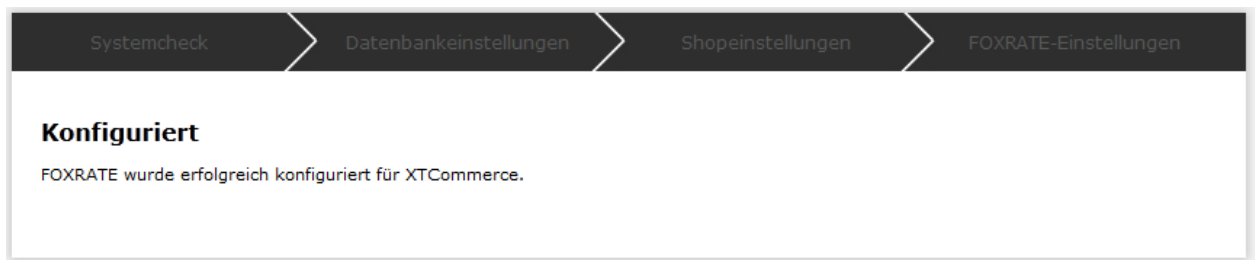 Systemcheck Datenbankeinstellungen Shopeinstellungen FOXRATE-Einstellungen
Konfiguriert
FOXRATE wurde erfolgreich konfiguriert für XTCommerce.